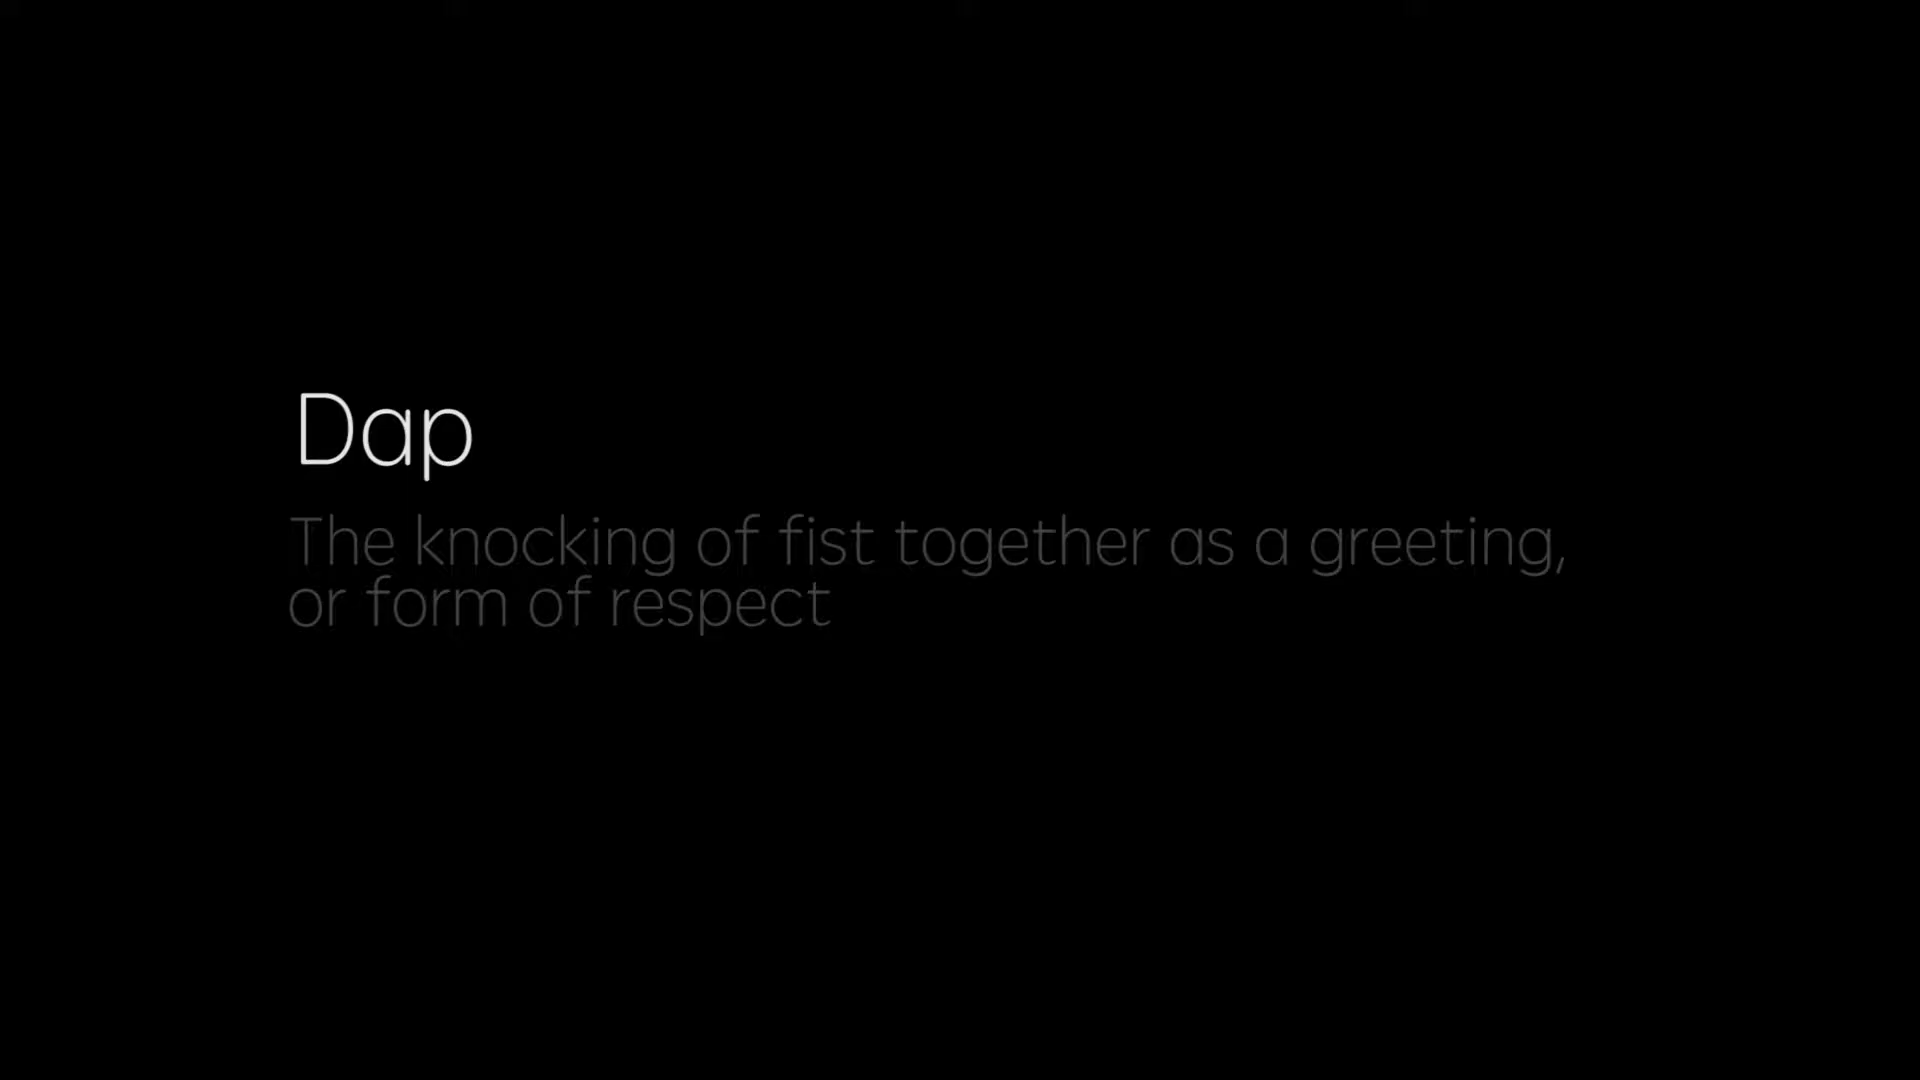 Dap
The knocking of fist together as a greeting,
or form of respect